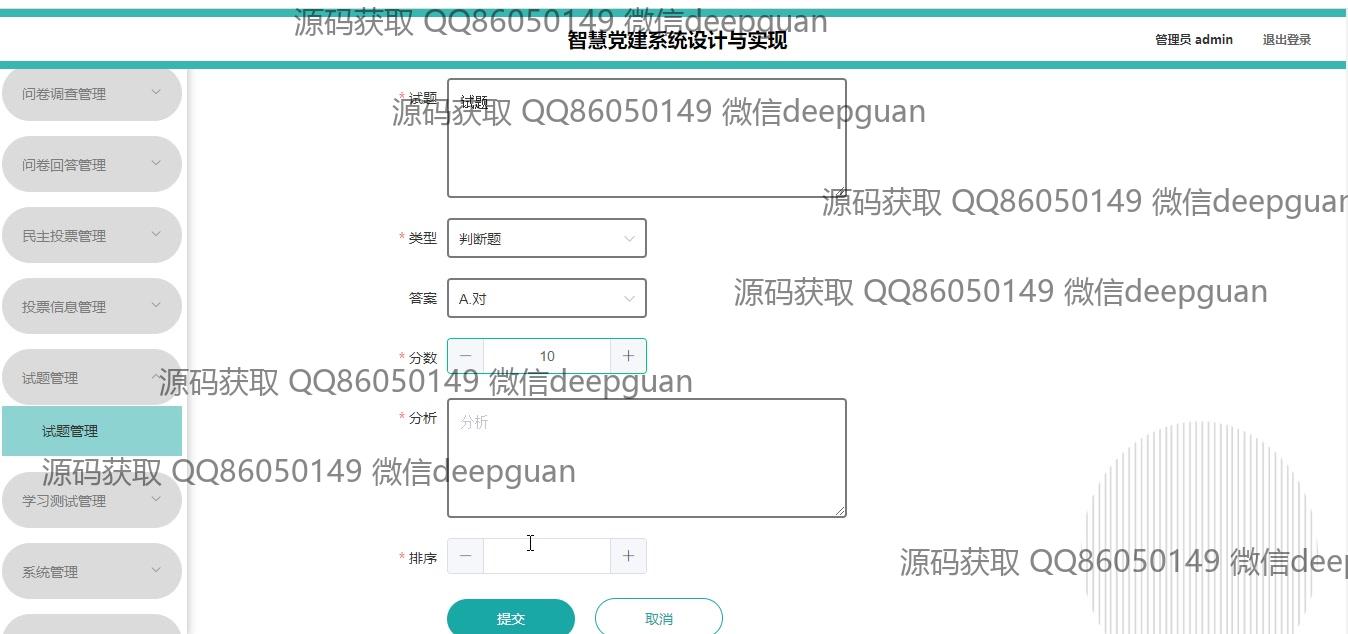 源码获取 QQ86050149 微信deepguan
智慧党建系统设计与实现
管理员 admin
退出登录
问卷调查管理
问卷回答管理
民主投票管理
投票信息管理
试题管理
试题管理
学习测试管理
系统管理
* 试题
试题
源码获取 QQ86050149 微信deepguan
源码获取 QQ86050149 微信deepguan
* 类型
判断题
答案
A.对
源码获取 QQ86050149 微信deepguan
* 分数
10
源码获取 QQ86050149 微信deepguan
* 分析
分析
源码获取 QQ86050149 微信deepguan
* 排序
源码获取 QQ86050149 微信deep
提交
取消